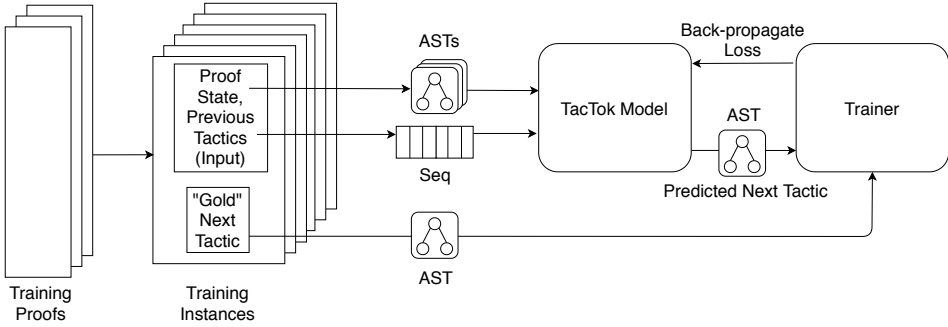 Training
Proofs
Proof
State,
Previous
Tactics
(Input)
"Gold"
Next
Tactic
Training
Instances
ASTs
Seq
AST
TacTok Model
Back-propagate
Loss
AST
Predicted Next Tactic
Trainer